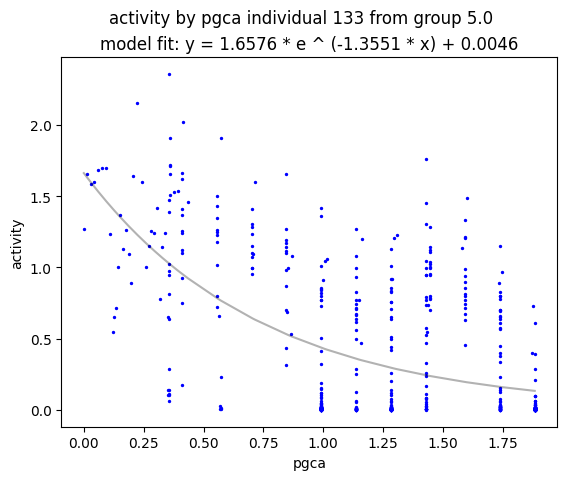 activity by pgca individual 133 from group 5.0
model fit: y = 1.6576 * e ^ (-1.3551 * x) + 0.0046
2.0
1.5
1.0
0.5
0.0
activity
0.00 0.25 0.50 0.75 1.00 1.25 1.50 1.75
pgca